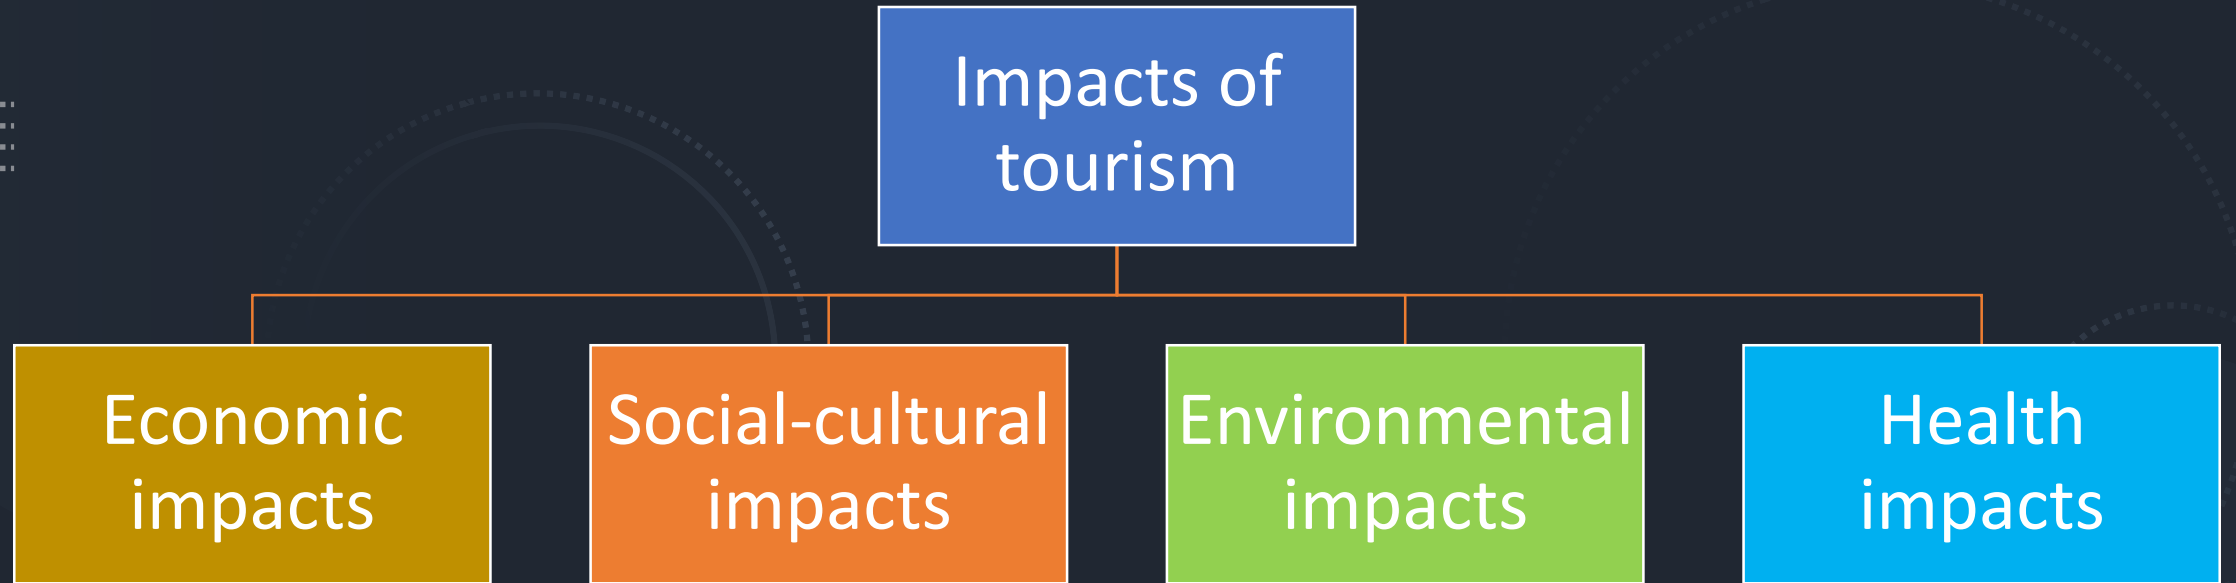 Impacts of
tourism
Economic
impacts
Social-cultural
impacts
Environmental
impacts
Health
impacts